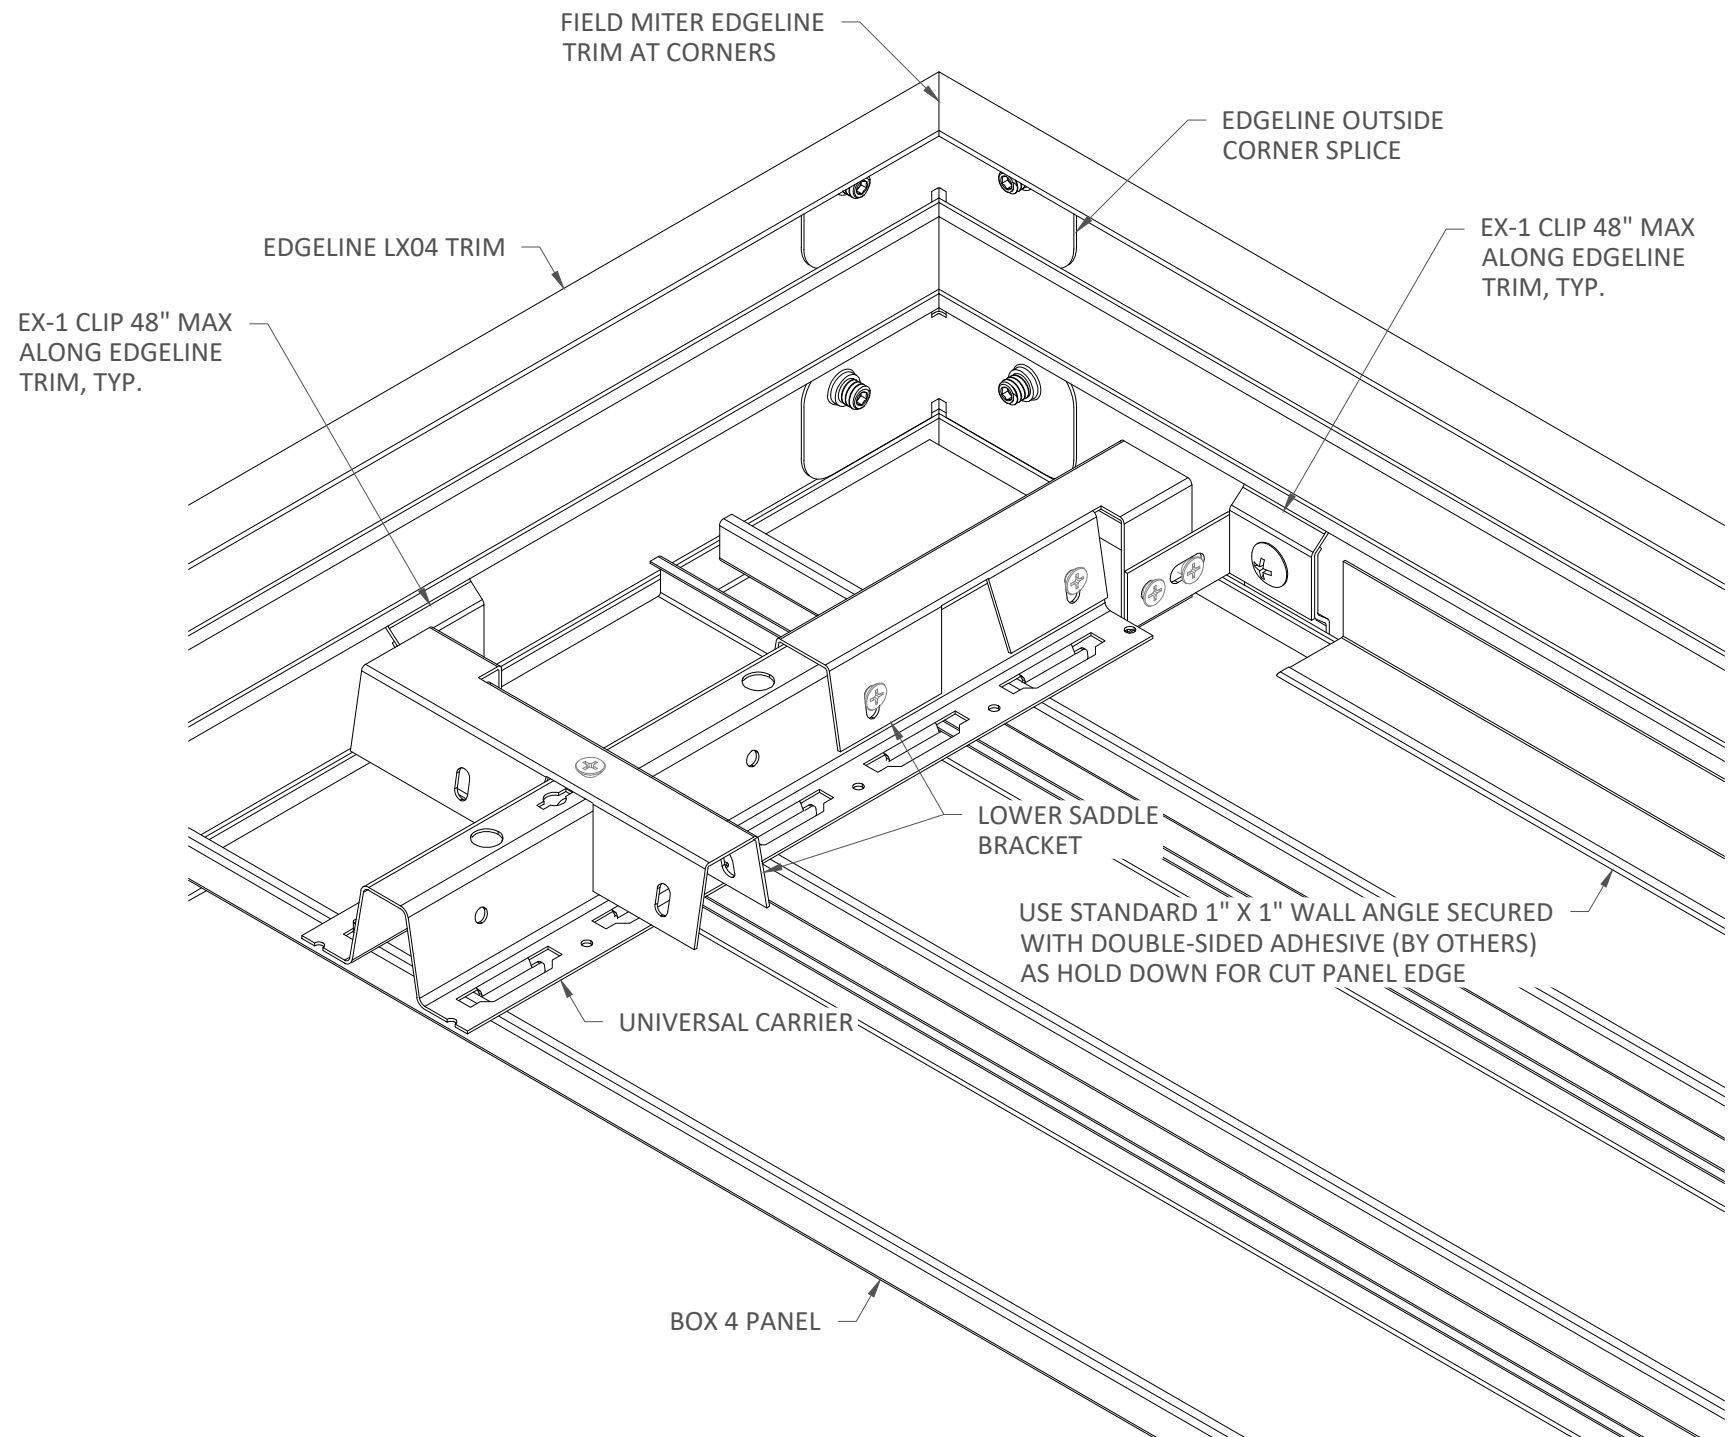 FIELD MITER EDGELINE
TRIM AT CORNERS
EDGELINE OUTSIDE
CORNER SPLICE
EDGELINE LX04 TRIM
EX-1 CLIP 48" MAX
ALONG EDGELINE
TRIM, TYP.
EX-1 CLIP 48" MAX
ALONG EDGELINE
TRIM, TYP.
LOWER SADDLE
BRACKET
USE STANDARD 1" X 1" WALL ANGLE SECURED
WITH DOUBLE-SIDED ADHESIVE (BY OTHERS)
AS HOLD DOWN FOR CUT PANEL EDGE
UNIVERSAL CARRIER
BOX 4 PANEL